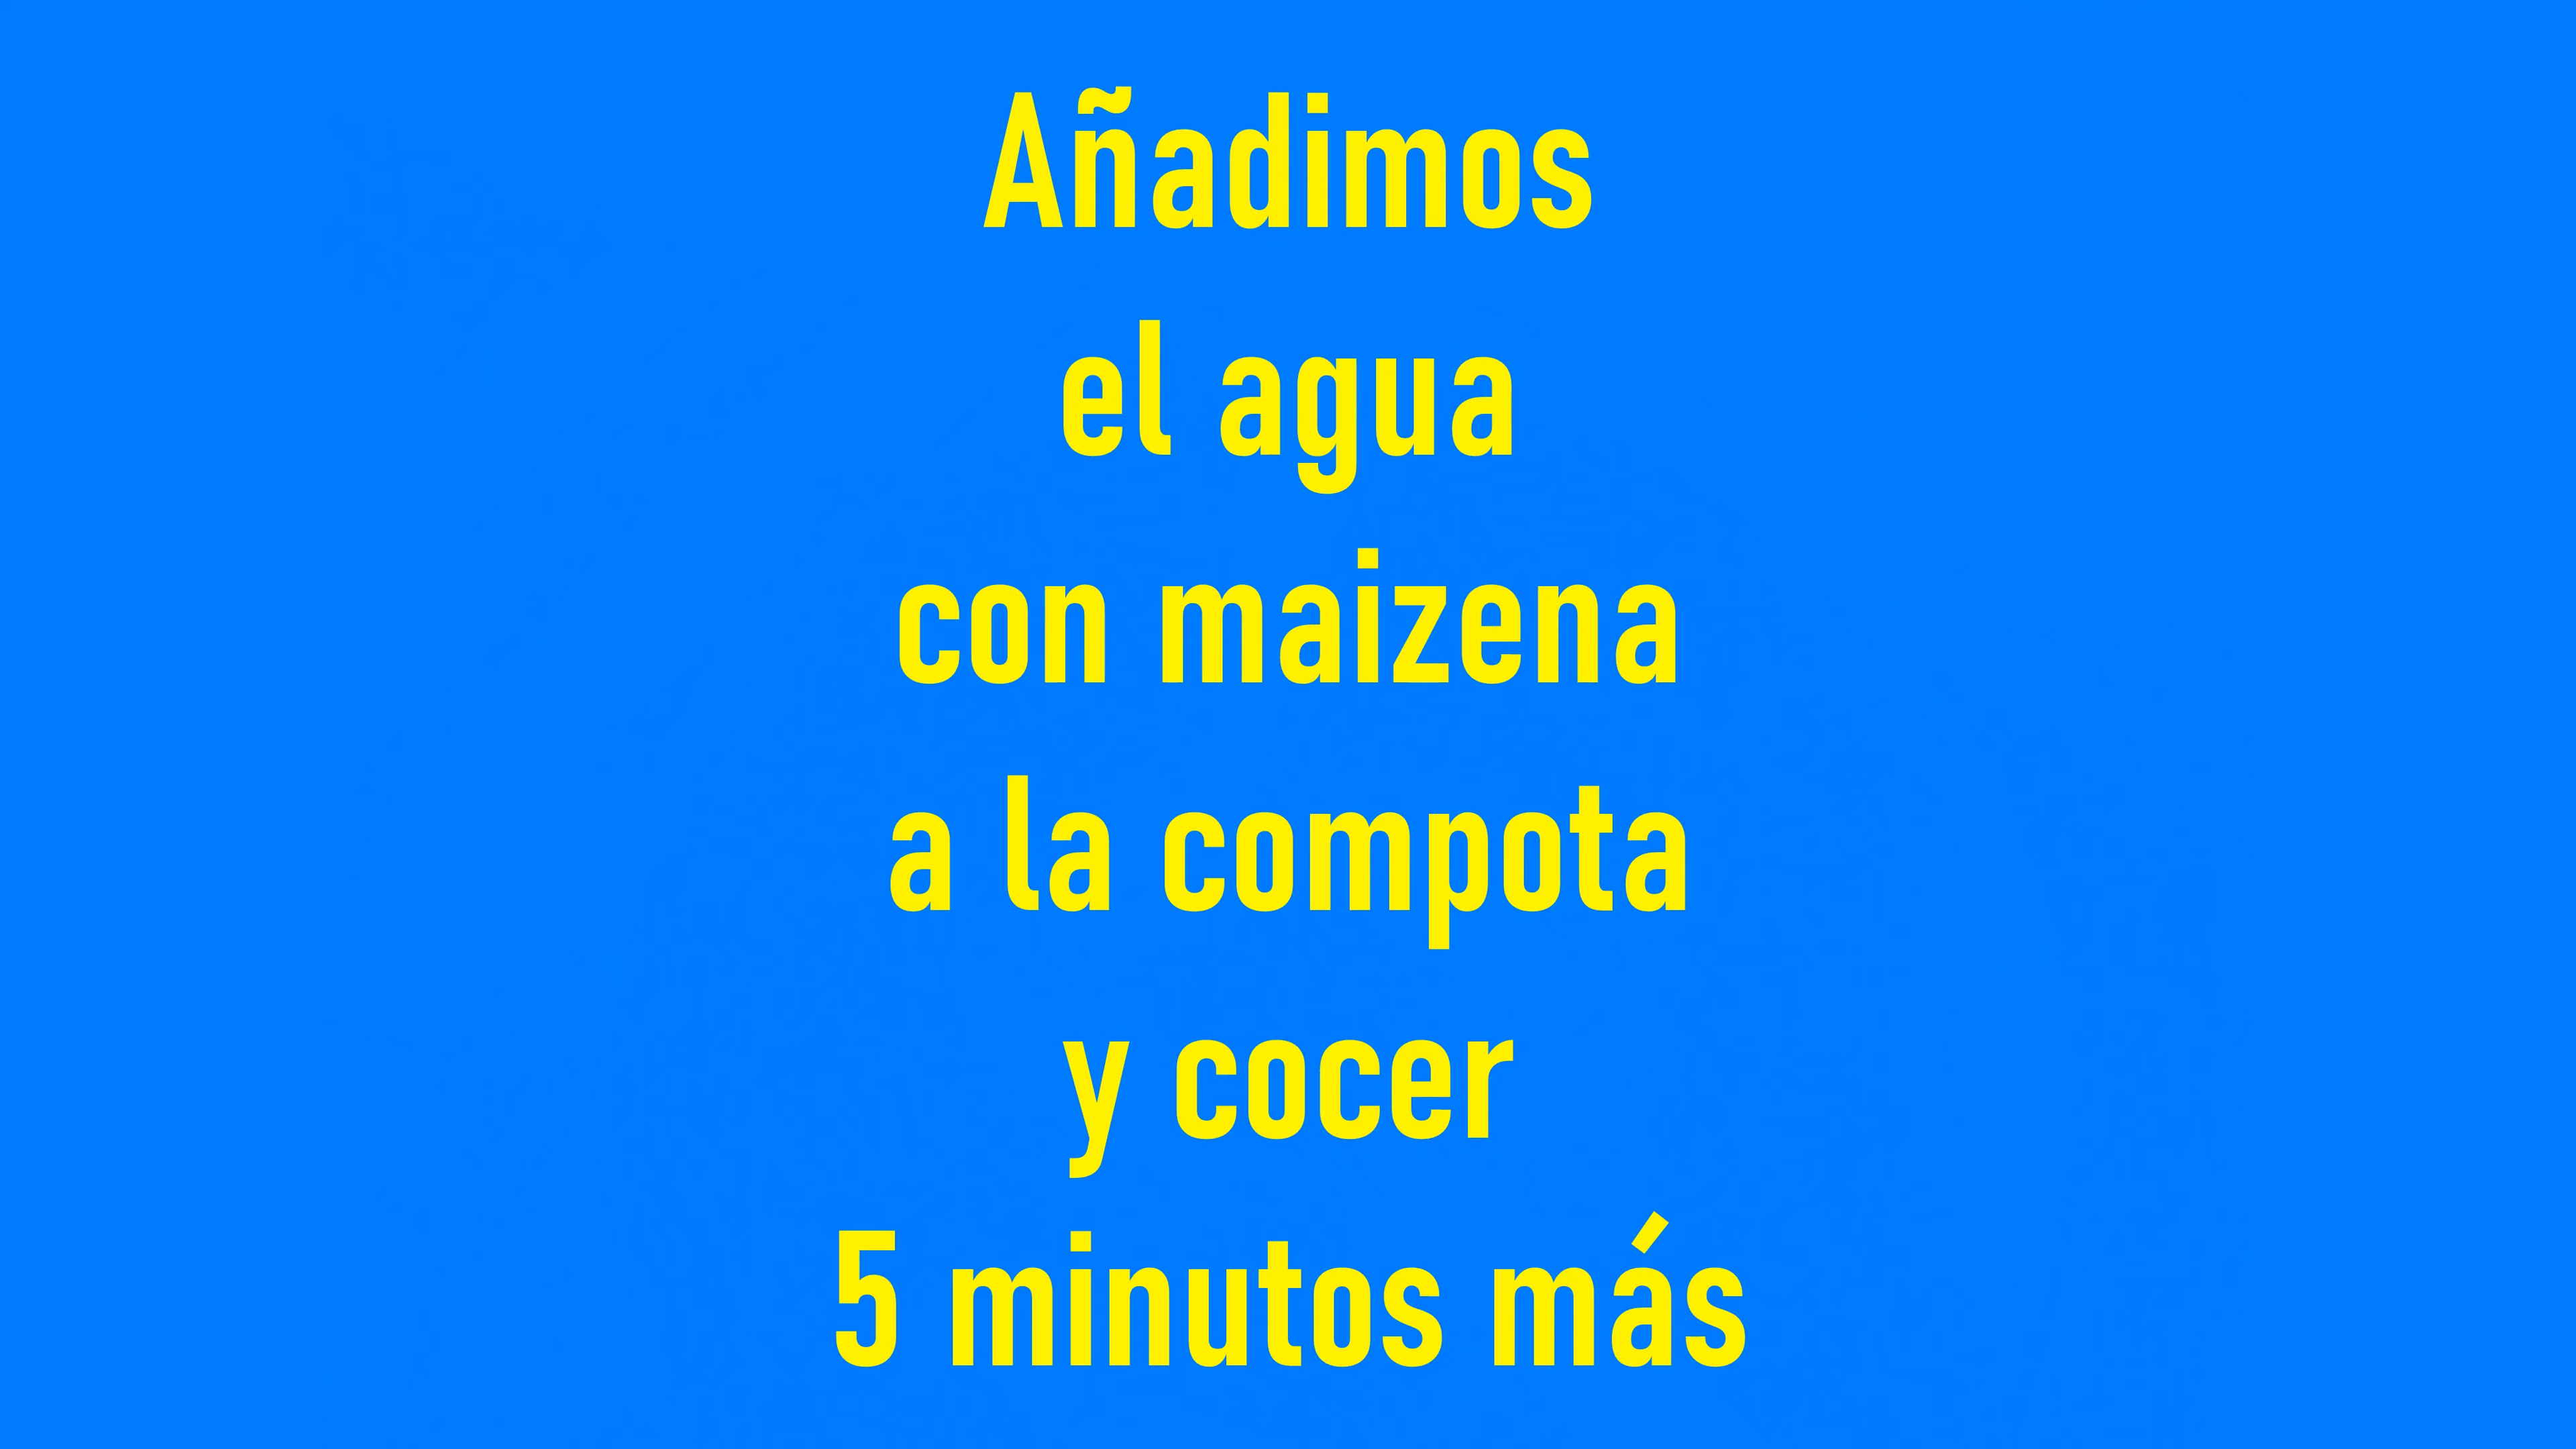 Añadimos
el agua
con maizena
a la compota
y cocer
5 minutos más